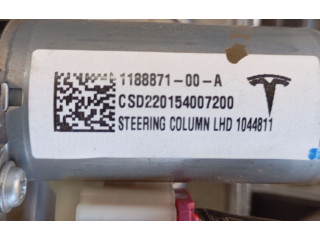 1188871-00-A
CSD220154007200
STEERING COLUMN LHD 1044811